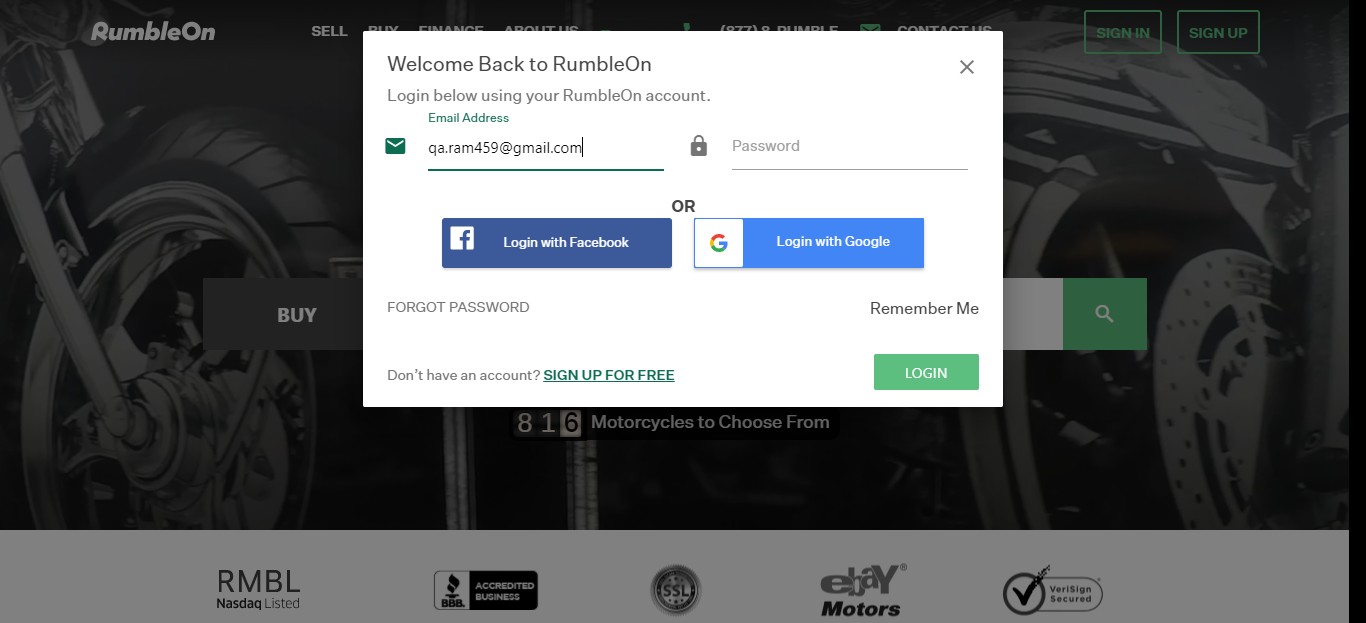 RumbleOn
SELL BUY FINANCE ABOUT US (877) 8-RUMBLE CONTACT US SIGN IN SIGN UP
Welcome Back to RumbleOn
Login below using your RumbleOn account.
Email Address
qa.ram459@gmail.com Password
OR
Login with Facebook Login with Google
BUY
FORGOT PASSWORD Remember Me
Don't have an account? SIGN UP FOR FREE LOGIN
816 Motorcycles to Choose From
RMBL
Nasdaq Listed
BBB. ACCREDITED
BUSINESS
SSL
ebay®
Motors
VeriSign
Secured